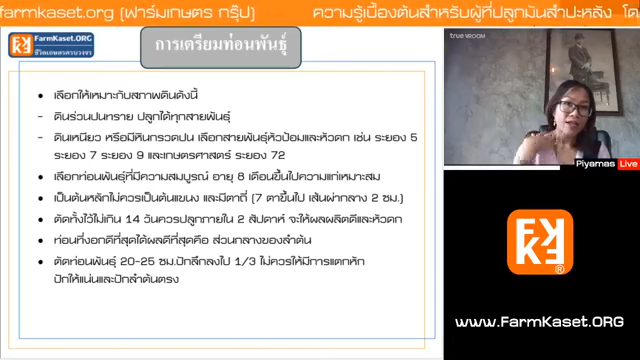 farmkaset.org (ฟาร์มเกษตร กรุ๊ป) ความรู้เบื้องต้นสำหรับผู้ที่ปลูกมันสำปะหลัง โด
FK FarmKaset.ORG
ชีวิตเกษตรครบวงจร
การเตรียมท่อนพันธุ์
true VROOM
• เลือกให้เหมาะกับสภาพดินดังนี้
- ดินร่วนปนทราย ปลูกได้ทุกสายพันธุ์
- ดินเหนียว หรือมีหินกรวดปน เลือกสายพันธุ์หัวป้อมและหัวดก เช่น ระยอง 5
ระยอง 7 ระยอง 9 และเกษตรศาสตร์ ระยอง 72
• เลือกท่อนพันธุ์ที่มีความสมบูรณ์ อายุ 8 เดือนขึ้นไปความแก่เหมาะสม
• เป็นต้นหลักไม่ควรเป็นต้นแขนง และมีตาถี่ (7 ตาขึ้นไป เส้นผ่ากลาง 2 ซม.)
• ตัดทิ้งไว้ไม่เกิน 14 วันควรปลูกภายใน 2 สัปดาห์ จะให้ผลผลิตดีและหัวดก
• ท่อนที่งอกดีที่สุดได้ผลดีที่สุดคือ ส่วนกลางของลำต้น
• ตัดท่อนพันธุ์ 20-25 ซม.ปักลึกลงไป 1/3 ไม่ควรให้มีการแตกหัก
ปักให้แน่นและปักลำต้นตรง
Piyamas Live
FK ®
www.FarmKaset.ORG